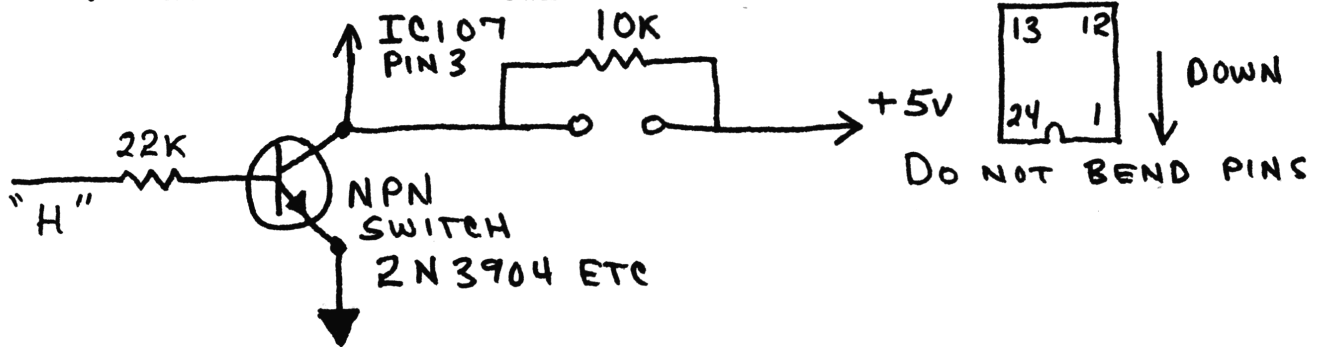 IC107
PIN 3
10K
+5V
22K
"H"
NPN
SWITCH
2N3904 ETC
13 12
24 1
DOWN
DO NOT BEND PINS